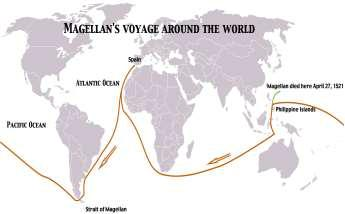 Magellan's voyage around the world
Spain
Atlantic Ocean
Magellan died here April 27, 1521
Philippine Islands
Pacific Ocean
Strait of Magellan